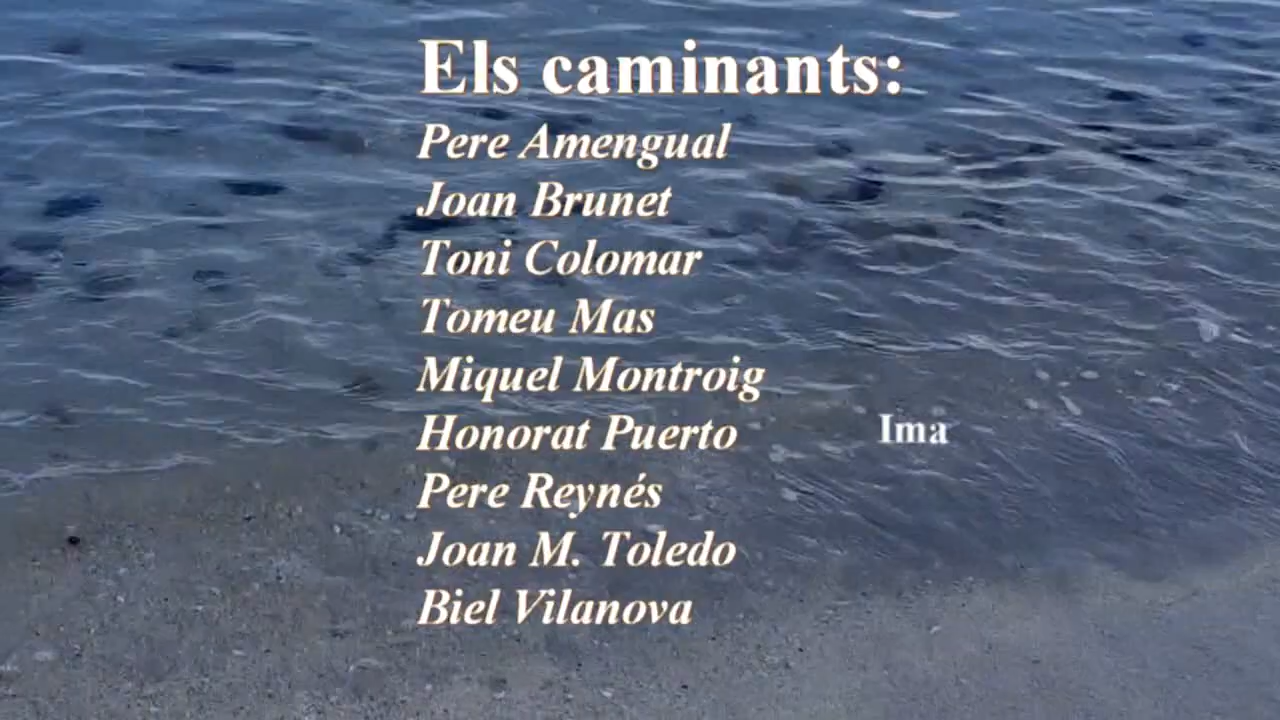 Els caminants:
Pere Amengual
Joan Brunet
Toni Colomar
Tomeu Mas
Miquel Montroig
Honorat Puerto
Ima
Pere Reynés
Joan M. Toledo
Biel Vilanova